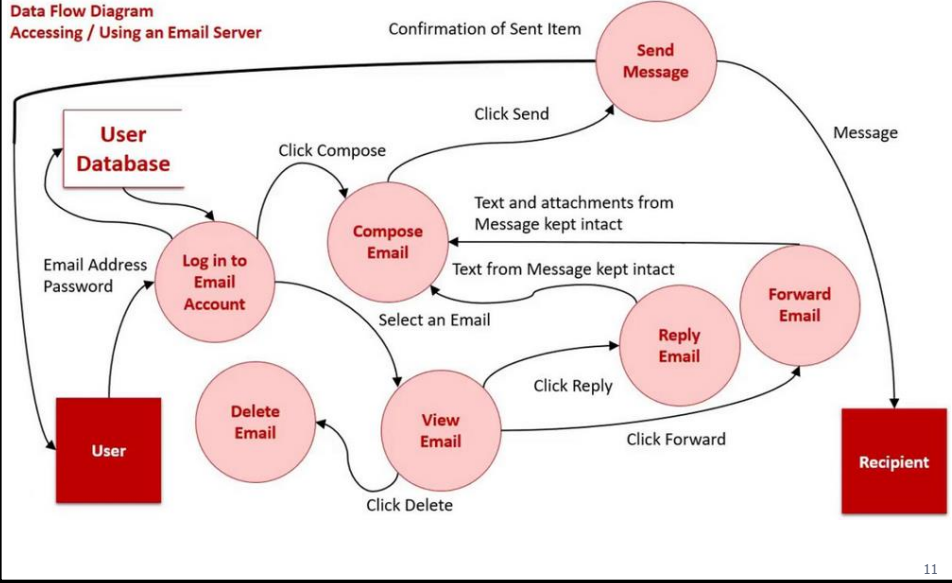 Data Flow Diagram
Accessing / Using an Email Server
Confirmation of Sent Item
Send
Message
Click Send
Message
User
Database
Click Compose
Text and attachments from
Message kept intact
Compose
Email
Email Address
Password
Log in to
Email
Account
Text from Message kept intact
Forward
Email
Select an Email
Reply
Email
Click Reply
Delete
Email
View
Email
Click Forward
User
Recipient
Click Delete
11